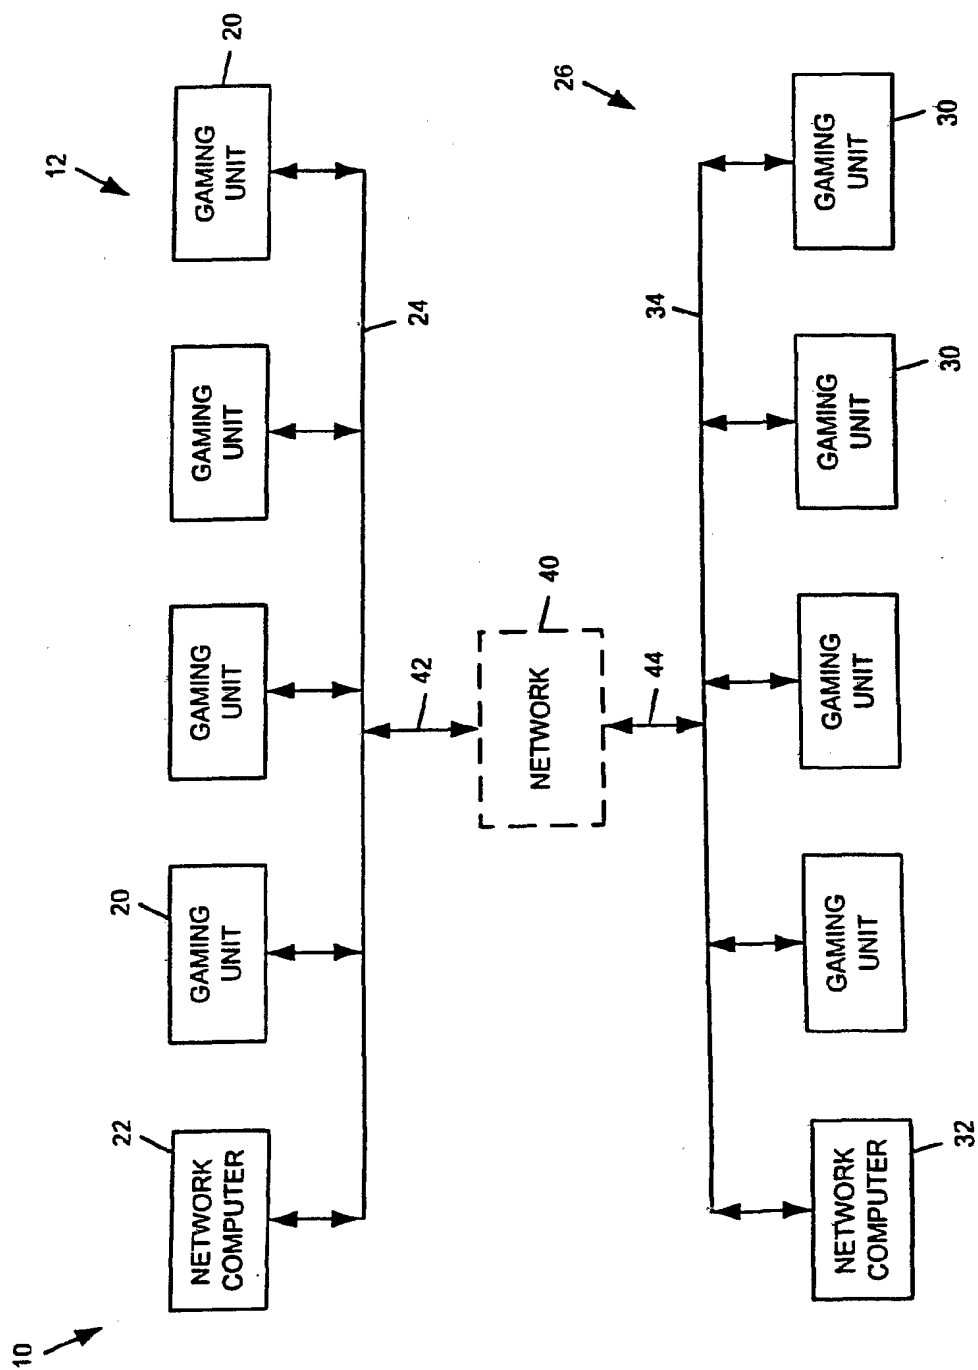 10
12
22
20
20
NETWORK
COMPUTER
GAMING
UNIT
GAMING
UNIT
GAMING
UNIT
GAMING
UNIT
24
42
40
NETWORK
26
44
34
NETWORK
COMPUTER
GAMING
UNIT
GAMING
UNIT
GAMING
UNIT
GAMING
UNIT
32
30
30